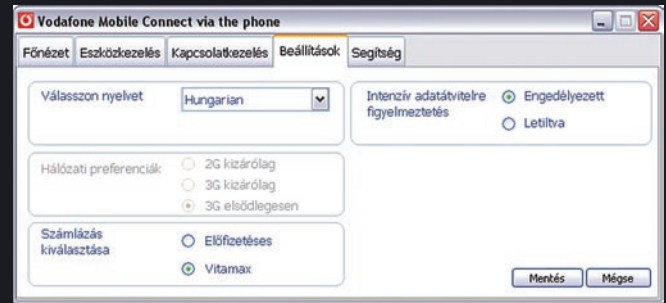 Vodafone Mobile Connect via the phone
Főnézet Eszközkezelés Kapcsolatkezelés Beállítások Segítség
Válasszon nyelvet
Hungarian
Hálózati preferenciák
2G kizárólag
3G kizárólag
3G elsődlegesen
Számlázás
kiválasztása
Előfizetéses
Vitamax
Intenzív adatátvitelre
figyelmeztetés
Engedélyezett
Letiltva
Mentés Mégse